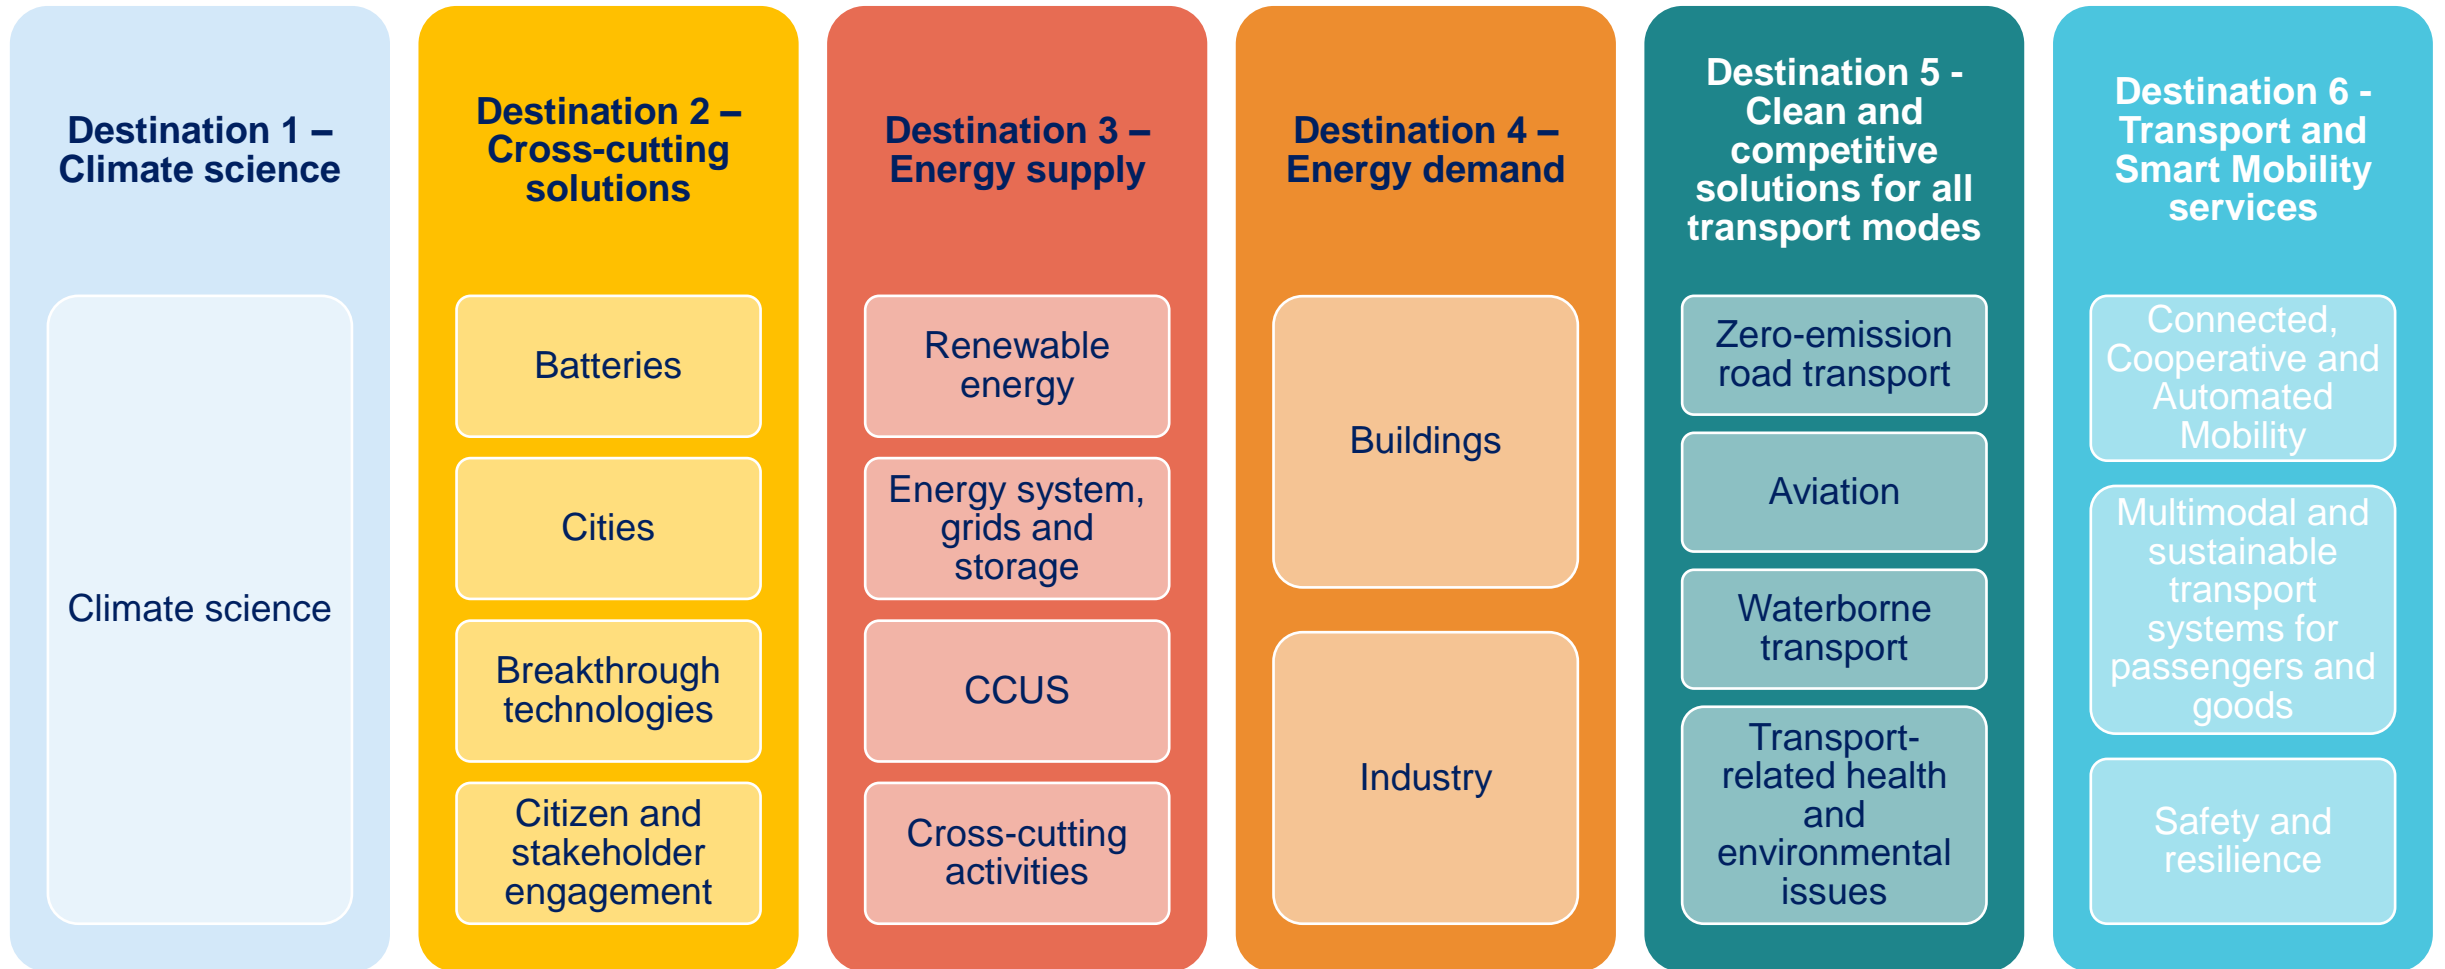 Destination 1 –
Climate science
Climate science
Destination 2 –
Cross-cutting
solutions
Batteries
Cities
Breakthrough
technologies
Citizen and
stakeholder
engagement
Destination 3 –
Energy supply
Renewable
energy
Energy system,
grids and
storage
CCUS
Cross-cutting
activities
Destination 4 –
Energy demand
Buildings
Industry
Destination 5 -
Clean and
competitive
solutions for all
transport modes
Zero-emission
road transport
Aviation
Waterborne
transport
Transport-
related health
and
environmental
issues
Destination 6 -
Transport and
Smart Mobility
services
Connected,
Cooperative and
Automated
Mobility
Multimodal and
sustainable
transport
systems for
passengers and
goods
Safety and
resilience